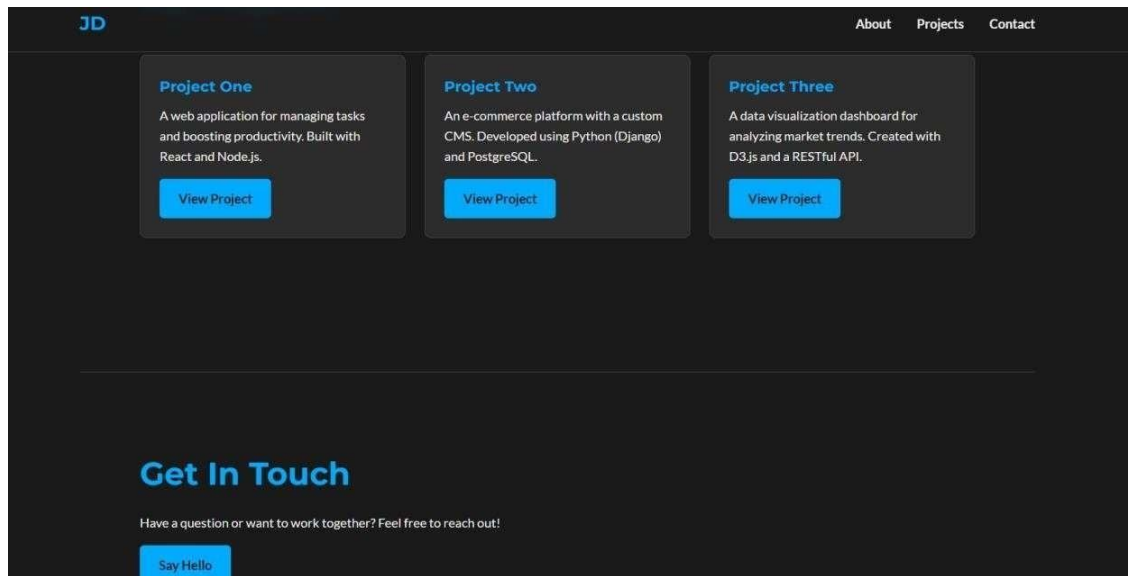 JD
About Projects Contact
Project One
A web application for managing tasks
and boosting productivity. Built with
React and Node.js.
View Project
Project Two
An e-commerce platform with a custom
CMS. Developed using Python (Django)
and PostgreSQL.
View Project
Project Three
A data visualization dashboard for
analyzing market trends. Created with
D3.js and a RESTful API.
View Project
Get In Touch
Have a question or want to work together? Feel free to reach out!
Say Hello